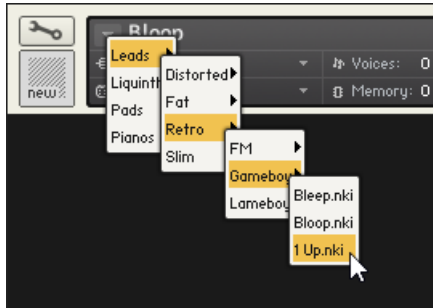 Bloop
Leads
Liquinth
Pads
Pianos
Distorted
Fat
Retro
Slim
FM
Gameboy
Lameboy
Bleep.nki
Bloop.nki
1 Up.nki
new
Voices: 0
Memory: 0